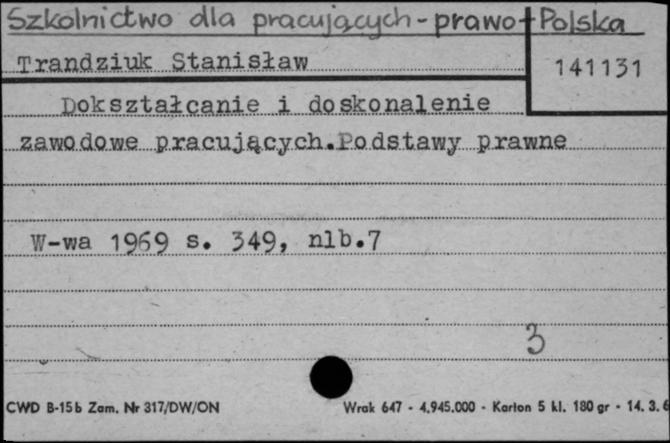 Szkolnictwo dla pracujących - prawo + Polska
Trandziuk Stanisław
141131
Dokształcanie i doskonalenie
zawodowe pracujących.Podstawy prawne
W-wa 1969 s. 349, nlb.7
3
CWD B-15b Zam. Nr 317/DW/ON
Wrak 647 - 4.945.000 - Karton 5 kl. 180 gr - 14. 3. 6